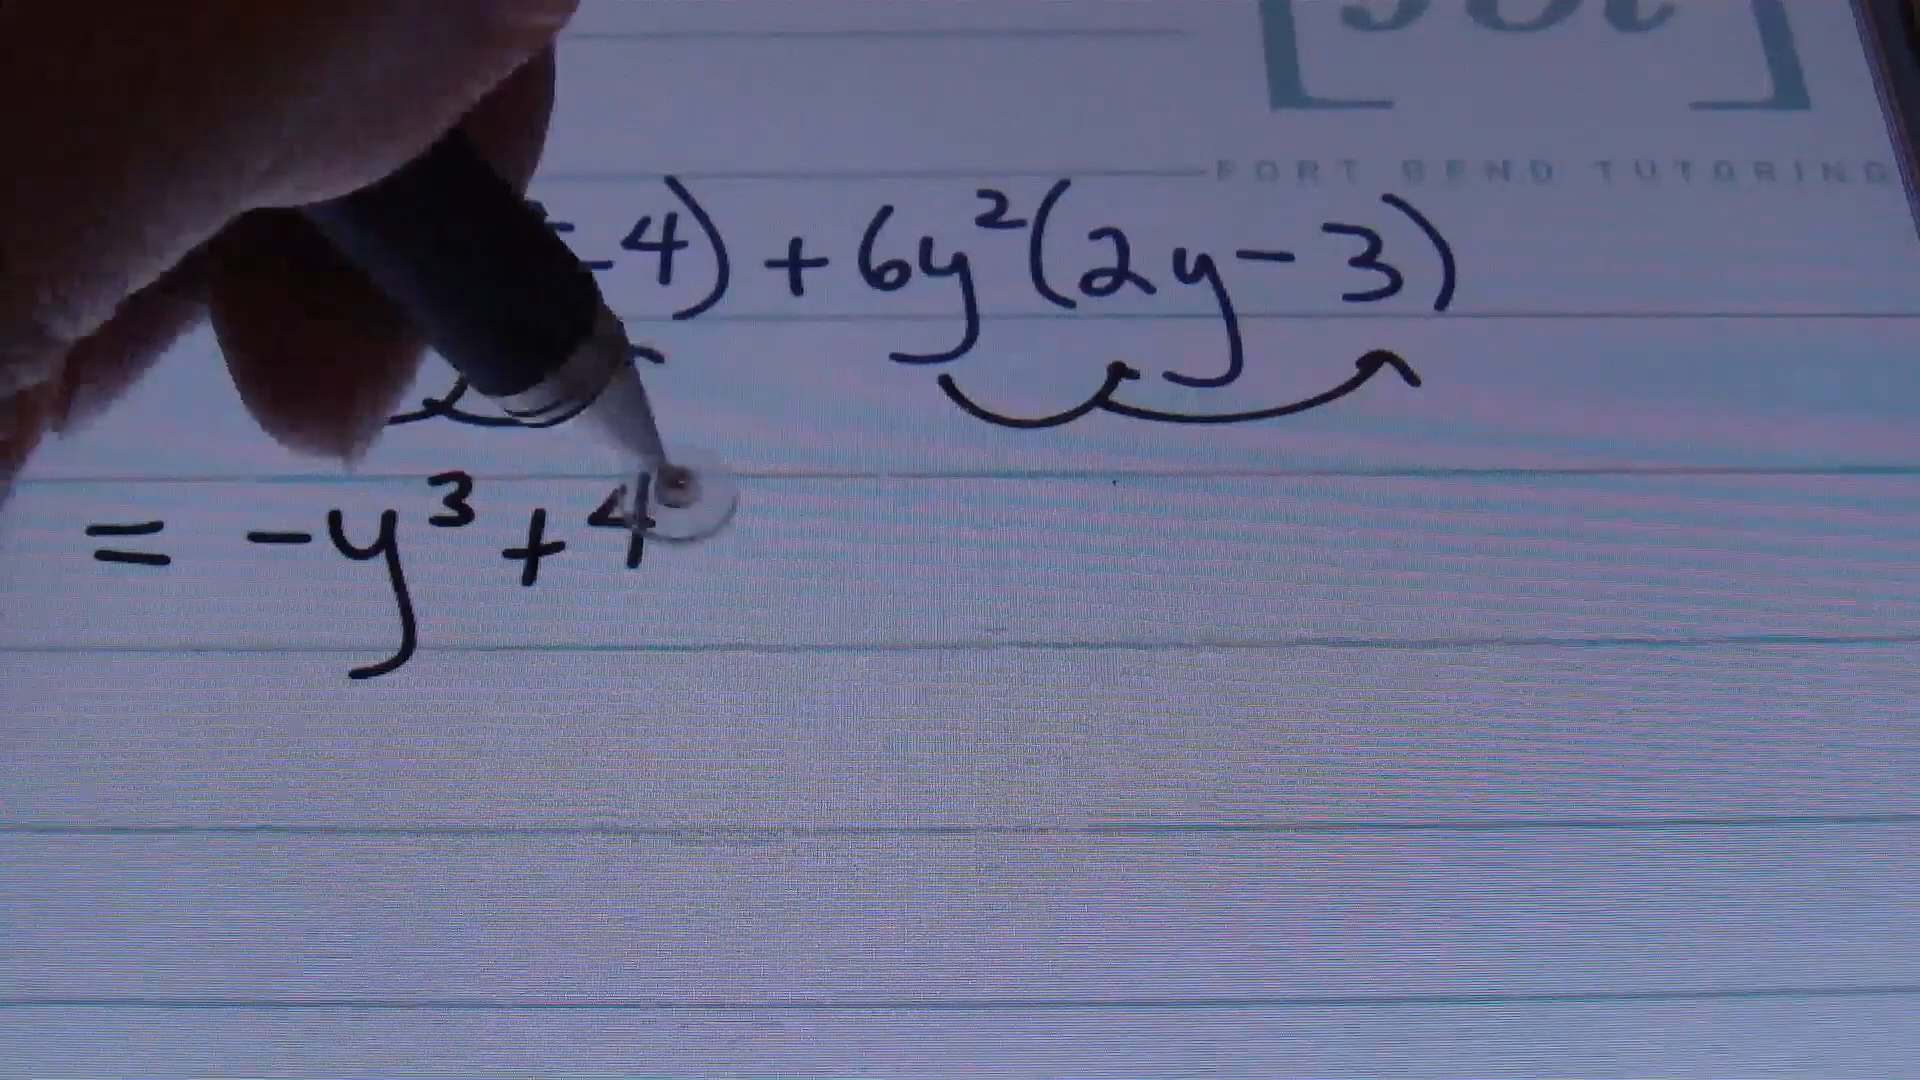 FORT BEND TUTORING
- 4) + 6y²(2y - 3)
= -y³ + 4